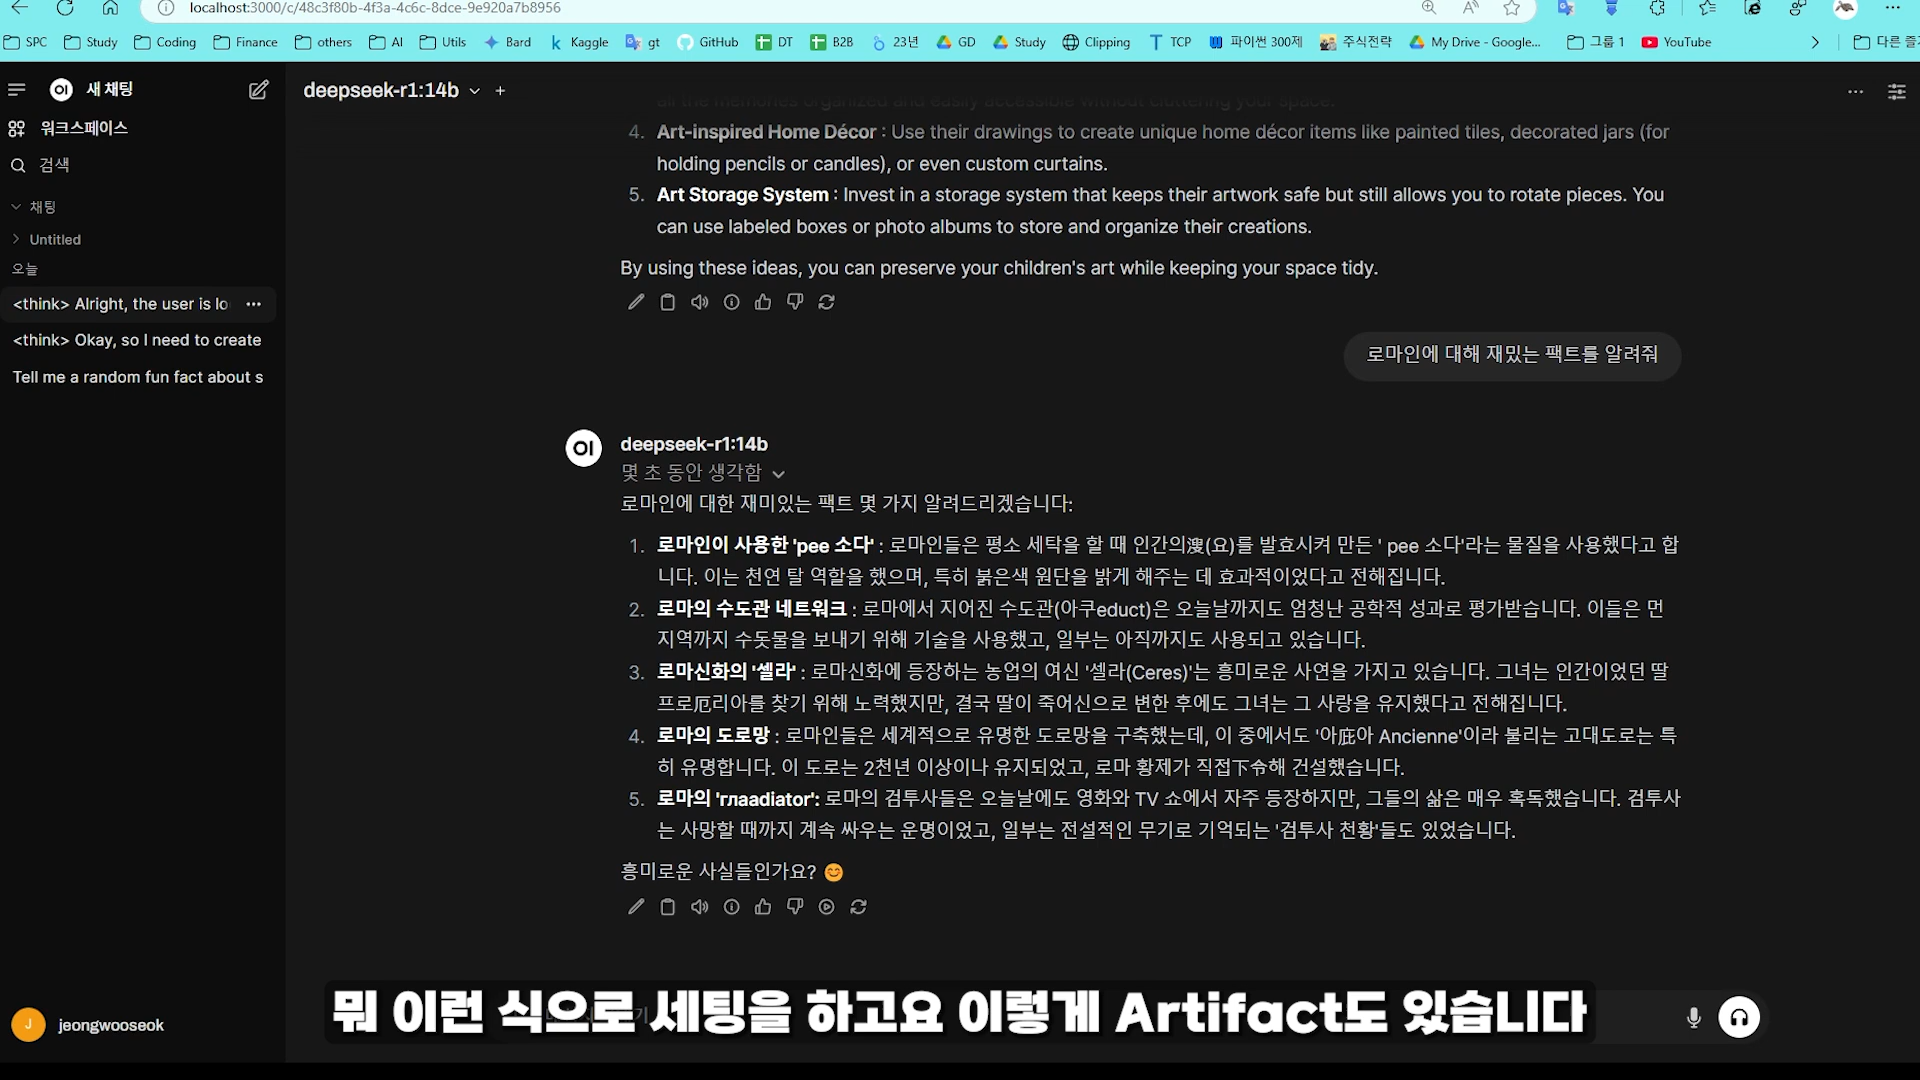 localhost:3000/c/48c3f80b-4f3a-4c6c-8dce-9e920a7b8956
SPC Study Coding Finance others AI Utils Bard Kaggle gt GitHub DT B2B 23년 GD Study Clipping TCP 파이썬 300제 주식전략 My Drive - Google... 그룹 1 YouTube 다른 즐
새 채팅
워크스페이스
검색
채팅
Untitled
오늘
<think> Alright, the user is lo
<think> Okay, so I need to create
Tell me a random fun fact about s
jeongwooseok
deepseek-r1:14b
all the memories organized and easily accessible without cluttering your space.
4. Art-inspired Home Décor : Use their drawings to create unique home décor items like painted tiles, decorated jars (for
holding pencils or candles), or even custom curtains.
5. Art Storage System : Invest in a storage system that keeps their artwork safe but still allows you to rotate pieces. You
can use labeled boxes or photo albums to store and organize their creations.
By using these ideas, you can preserve your children's art while keeping your space tidy.
로마인에 대해 재밌는 팩트를 알려줘
OI
deepseek-r1:14b
몇 초 동안 생각함
로마인에 대한 재미있는 팩트 몇 가지 알려드리겠습니다:
1. 로마인이 사용한 'pee 소다' : 로마인들은 평소 세탁을 할 때 인간의溲(요)를 발효시켜 만든 ' pee 소다'라는 물질을 사용했다고 합
니다. 이는 천연 탈 역할을 했으며, 특히 붉은색 원단을 밝게 해주는 데 효과적이었다고 전해집니다.
2. 로마의 수도관 네트워크 : 로마에서 지어진 수도관(아쿠educt)은 오늘날까지도 엄청난 공학적 성과로 평가받습니다. 이들은 먼
지역까지 수돗물을 보내기 위해 기술을 사용했고, 일부는 아직까지도 사용되고 있습니다.
3. 로마신화의 '셀라' : 로마신화에 등장하는 농업의 여신 '셀라(Ceres)'는 흥미로운 사연을 가지고 있습니다. 그녀는 인간이었던 딸
프로厄리아를 찾기 위해 노력했지만, 결국 딸이 죽어신으로 변한 후에도 그녀는 그 사랑을 유지했다고 전해집니다.
4. 로마의 도로망 : 로마인들은 세계적으로 유명한 도로망을 구축했는데, 이 중에서도 '아庇아 Ancienne'이라 불리는 고대도로는 특
히 유명합니다. 이 도로는 2천년 이상이나 유지되었고, 로마 황제가 직접下令해 건설했습니다.
5. 로마의 'глаadiator': 로마의 검투사들은 오늘날에도 영화와 TV 쇼에서 자주 등장하지만, 그들의 삶은 매우 혹독했습니다. 검투사
는 사망할 때까지 계속 싸우는 운명이었고, 일부는 전설적인 무기로 기억되는 '검투사 천황'들도 있었습니다.
흥미로운 사실들인가요? 😊
뭐 이런 식으로 세팅을 하고요 이렇게 Artifact도 있습니다